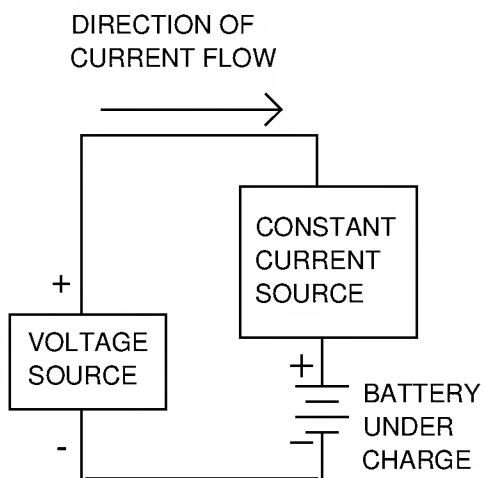 DIRECTION OF
CURRENT FLOW
CONSTANT
CURRENT
SOURCE
+
VOLTAGE
SOURCE
-
+
BATTERY
UNDER
CHARGE
-